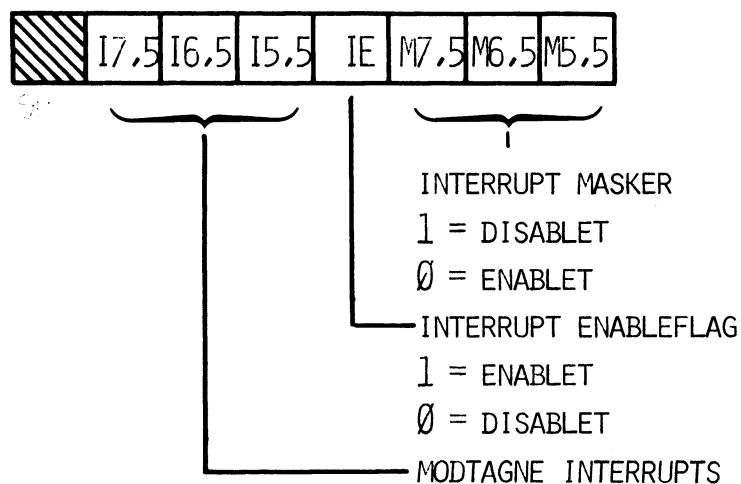 I7,5 I6,5 I5,5 IE M7,5 M6,5 M5,5
INTERRUPT MASKER
1 = DISABLET
Ø = ENABLET
INTERRUPT ENABLEFLAG
1 = ENABLET
Ø = DISABLET
MODTAGNE INTERRUPTS